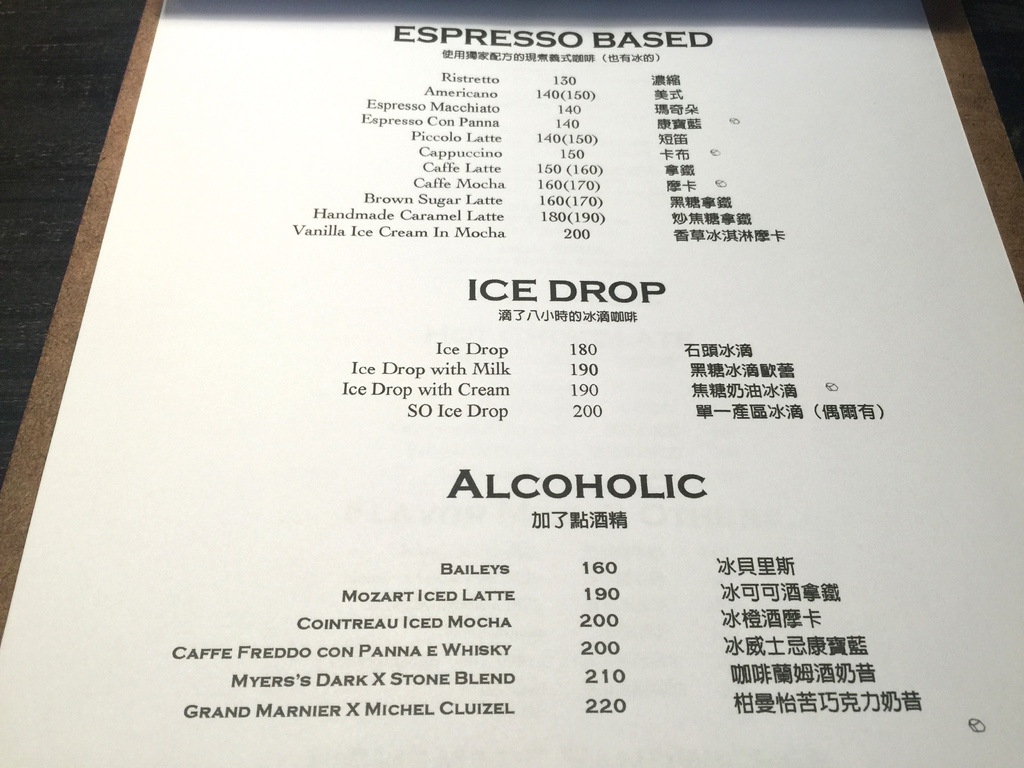 ESPRESSO BASED
使用獨家配方的現煮義式咖啡（也有冰的）
Ristretto 130 濃縮
Americano 140(150) 美式
Espresso Macchiato 140 瑪奇朵
Espresso Con Panna 140 康寶藍
Piccolo Latte 140(150) 短笛
Cappuccino 150 卡布
Caffe Latte 150 (160) 拿鐵
Caffe Mocha 160(170) 摩卡
Brown Sugar Latte 160(170) 黑糖拿鐵
Handmade Caramel Latte 180(190) 炒焦糖拿鐵
Vanilla Ice Cream In Mocha 200 香草冰淇淋摩卡
ICE DROP
滴了八小時的冰滴咖啡
Ice Drop 180 石頭冰滴
Ice Drop with Milk 190 黑糖冰滴歐蕾
Ice Drop with Cream 190 焦糖奶油冰滴
SO Ice Drop 200 單一產區冰滴（偶爾有）
ALCOHOLIC
加了點酒精
BAILEYS 160 冰貝里斯
MOZART ICED LATTE 190 冰可可酒拿鐵
COINTREAU ICED MOCHA 200 冰橙酒摩卡
CAFFE FREDDO CON PANNA E WHISKY 200 冰威士忌康寶藍
MYERS'S DARK X STONE BLEND 210 咖啡蘭姆酒奶昔
GRAND MARNIER X MICHEL CLUIZEL 220 柑曼怡苦巧克力奶昔